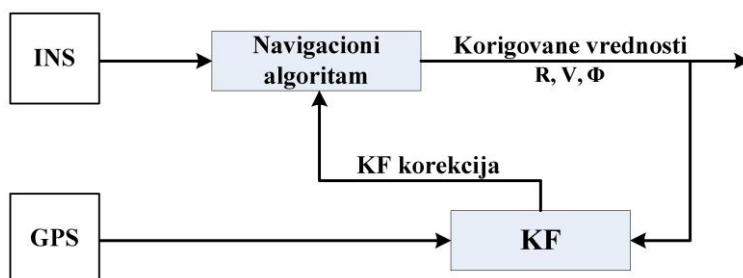 INS
Navigacioni
algoritam
Korigovane vrednosti
R, V, Φ
KF korekcija
GPS
KF